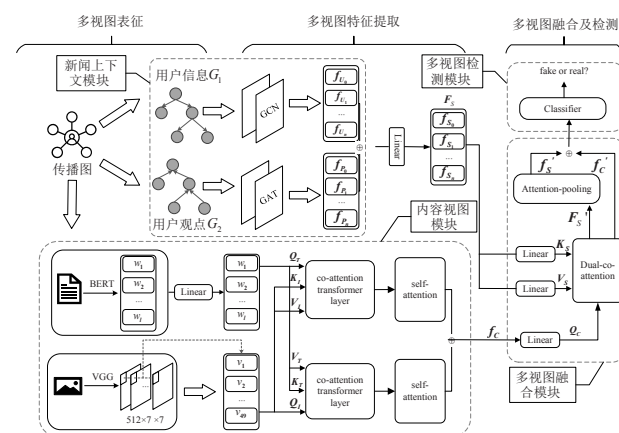 多视图表征
多视图特征提取
多视图融合及检测
新闻上下
文模块
用户信息G1
GCN
fU0
fU1
...
fUn
多视图检
测模块
fake or real?
Classifier
传播图
⊕
Linear
FS
fS0
fS1
...
fSn
fS'
⊕
fC'
用户观点G2
GAT
fP0
fP1
...
fPn
Attention-pooling
FS'
内容视图
模块
Linear
KS
Linear
VS
Dual-co-
attention
BERT
w1
w2
...
wl
Linear
w1
w2
...
wl
QT
KI
VI
co-attention
transformer
layer
self-
attention
⊕
fC
Linear
QC
VGG
512×7 ×7
v1
v2
...
v49
VT
KT
QI
co-attention
transformer
layer
self-
attention
多视图融
合模块